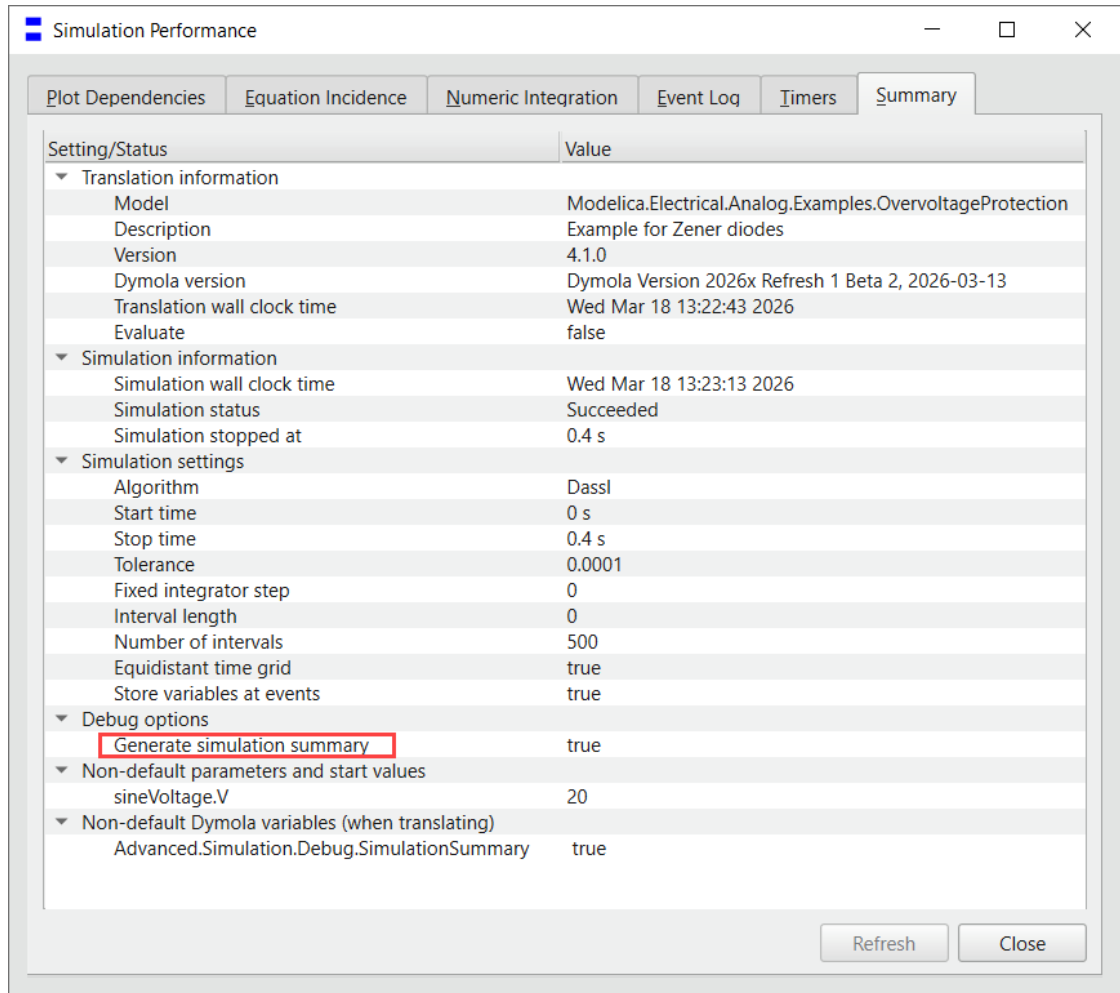 Simulation Performance
Plot Dependencies Equation Incidence Numeric Integration Event Log Timers Summary
Setting/Status Value
Translation information
Model Modelica.Electrical.Analog.Examples.OvervoltageProtection
Description Example for Zener diodes
Version 4.1.0
Dymola version Dymola Version 2026x Refresh 1 Beta 2, 2026-03-13
Translation wall clock time Wed Mar 18 13:22:43 2026
Evaluate false
Simulation information
Simulation wall clock time Wed Mar 18 13:23:13 2026
Simulation status Succeeded
Simulation stopped at 0.4 s
Simulation settings
Algorithm Dassl
Start time 0 s
Stop time 0.4 s
Tolerance 0.0001
Fixed integrator step 0
Interval length 0
Number of intervals 500
Equidistant time grid true
Store variables at events true
Debug options
Generate simulation summary true
Non-default parameters and start values
sineVoltage.V 20
Non-default Dymola variables (when translating)
Advanced.Simulation.Debug.SimulationSummary true
Refresh Close